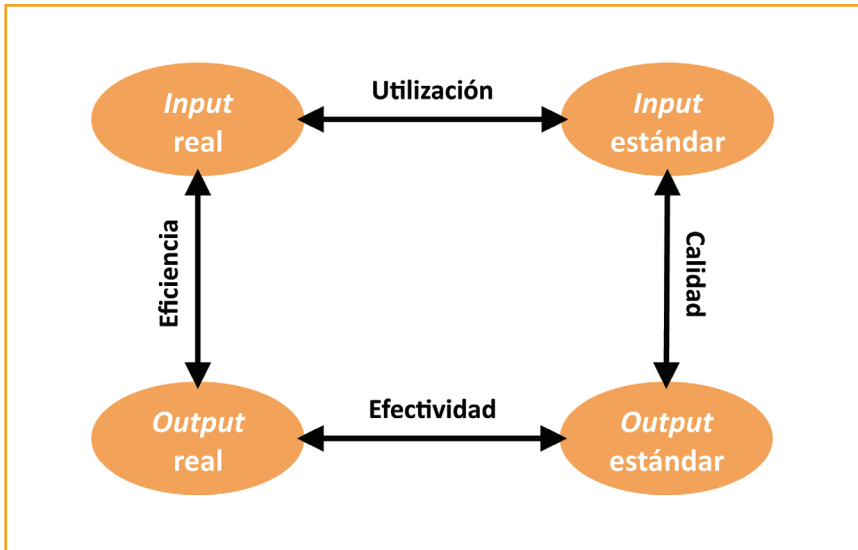 Input
real
Utilización
Input
estándar
Eficiencia
Calidad
Output
real
Efectividad
Output
estándar